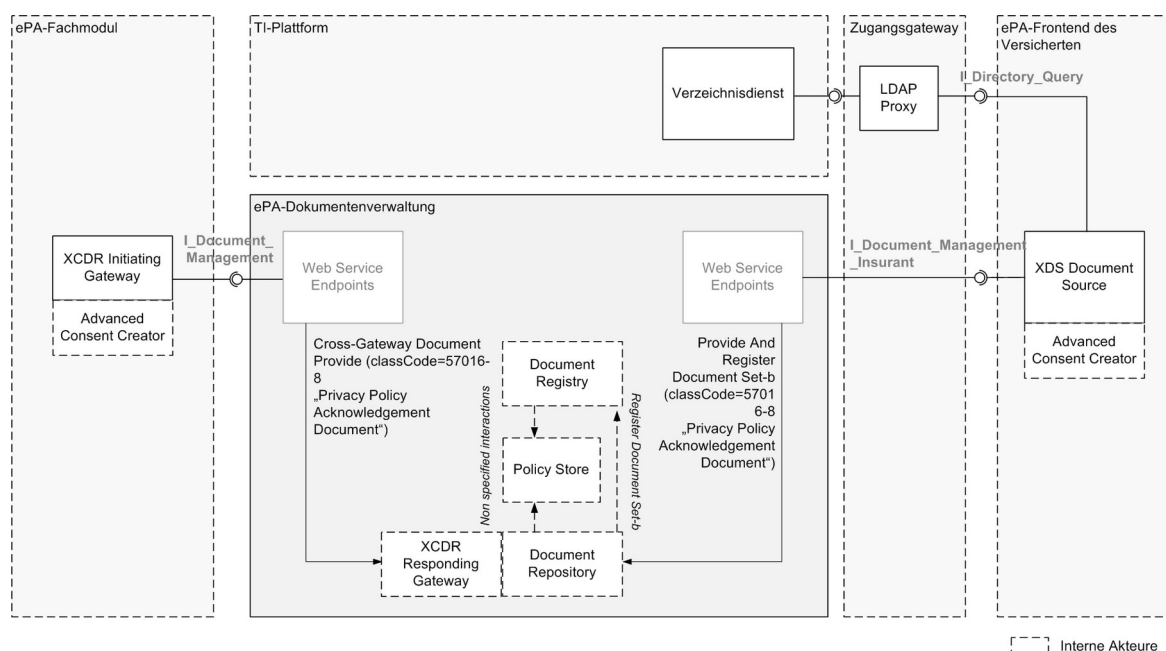 ePA-Fachmodul
TI-Plattform
Zugangsgateway
ePA-Frontend des
Versicherten
Verzeichnisdienst
LDAP
Proxy
I_Directory_Query
ePA-Dokumentenverwaltung
XCDR Initiating
Gateway
Advanced
Consent Creator
I_Document_
Management
Web Service
Endpoints
Web Service
Endpoints
I_Document_Management
_Insurant
XDS Document
Source
Advanced
Consent Creator
Cross-Gateway Document
Provide (classCode=57016-
8
„Privacy Policy
Acknowledgement
Document“)
Document
Registry
Policy Store
Non specified interactions
Register Document Set-b
Provide And
Register
Document Set-b
(classCode=5701
6-8
„Privacy Policy
Acknowledgement
Document“)
XCDR
Responding
Gateway
Document
Repository
Interne Akteure